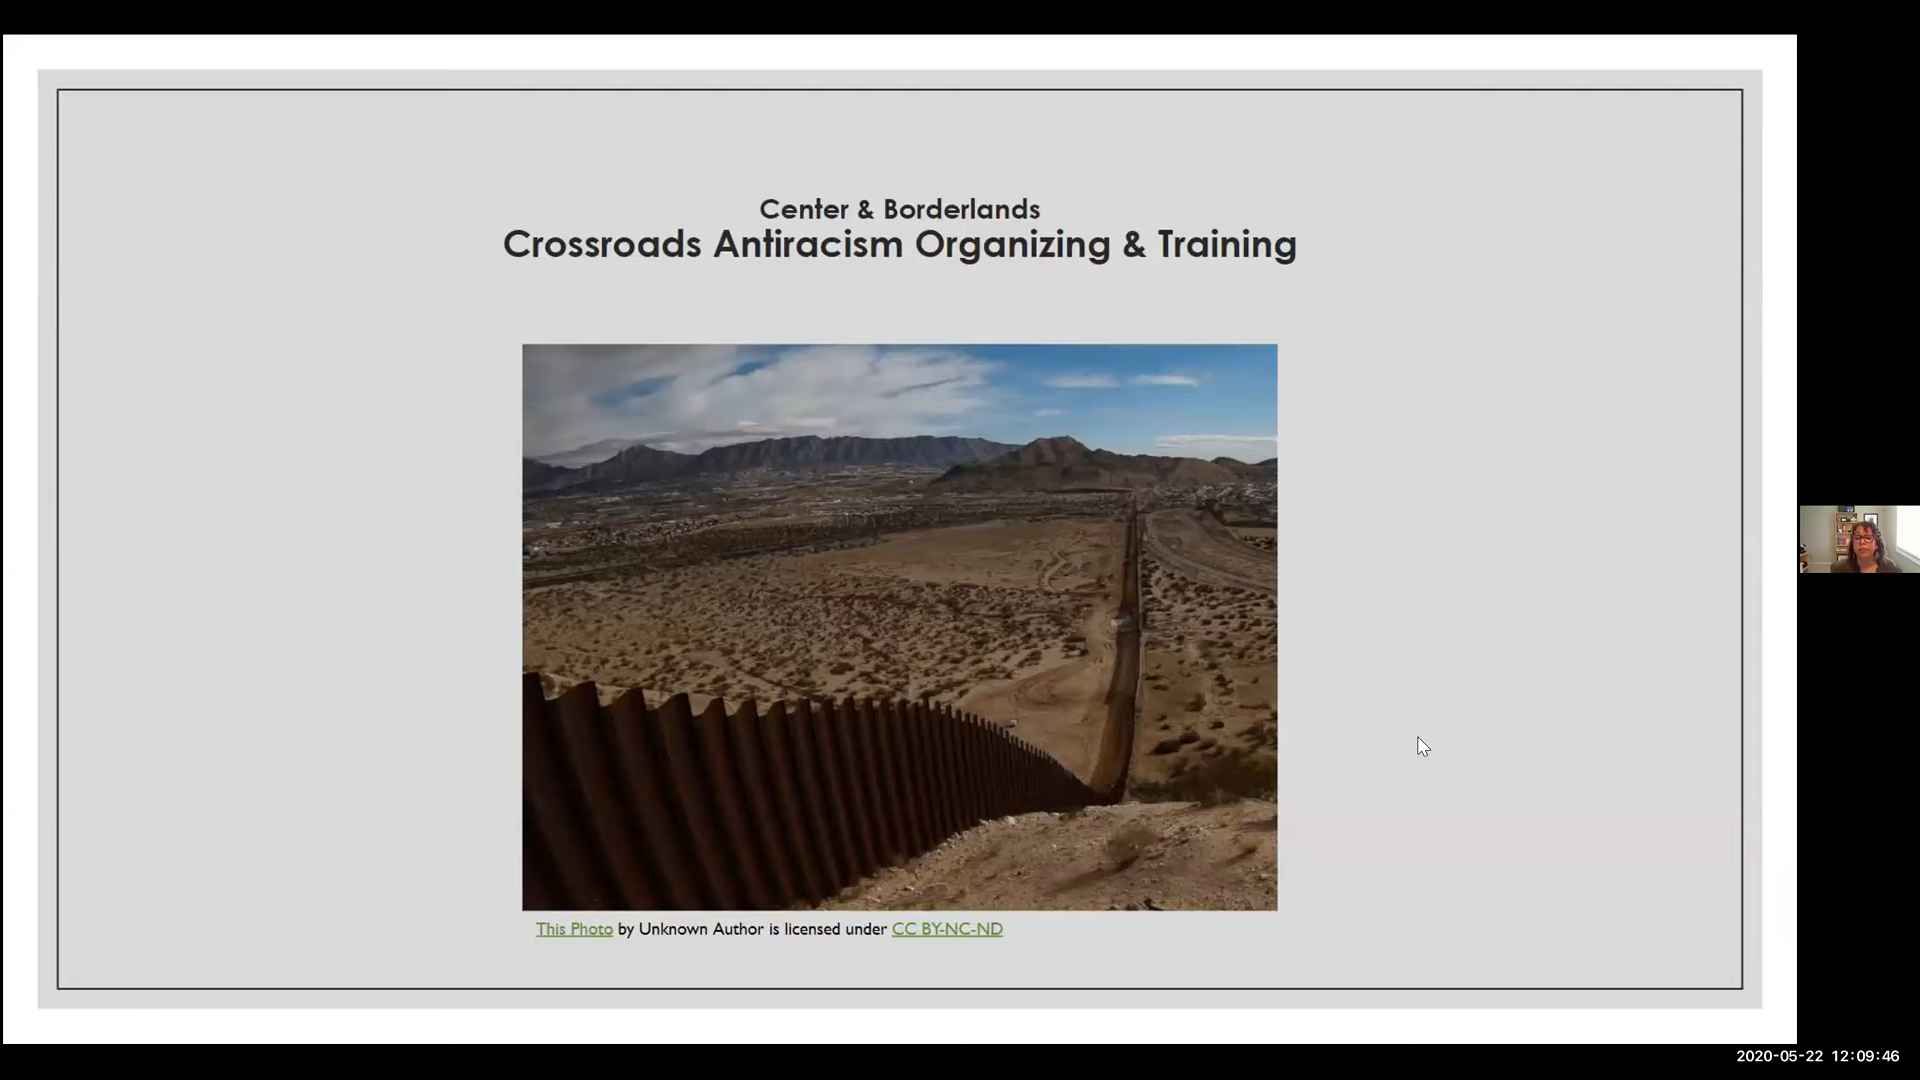 Center & Borderlands
Crossroads Antiracism Organizing & Training
This Photo by Unknown Author is licensed under CC BY-NC-ND
2020-05-22 12:09:46